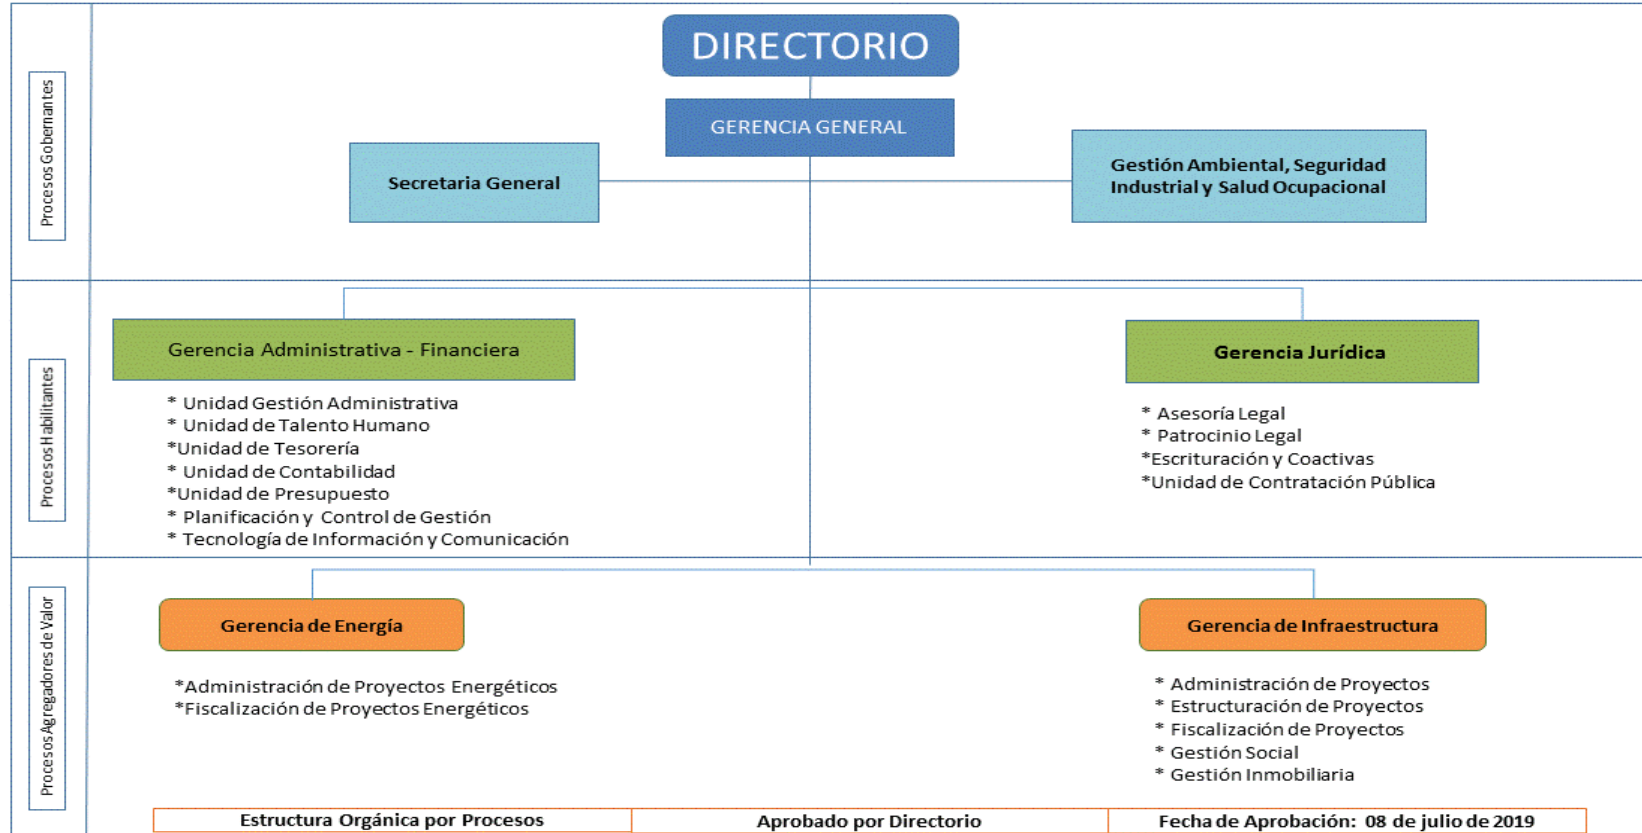 Procesos Gobernantes
DIRECTORIO
GERENCIA GENERAL
Secretaria General
Gestión Ambiental, Seguridad
Industrial y Salud Ocupacional
Procesos Habilitantes
Gerencia Administrativa - Financiera
* Unidad Gestión Administrativa
* Unidad de Talento Humano
*Unidad de Tesorería
* Unidad de Contabilidad
*Unidad de Presupuesto
* Planificación y Control de Gestión
* Tecnología de Información y Comunicación
Gerencia Jurídica
* Asesoría Legal
* Patrocinio Legal
*Escrituración y Coactivas
*Unidad de Contratación Pública
Procesos Agregadores de Valor
Gerencia de Energía
*Administración de Proyectos Energéticos
*Fiscalización de Proyectos Energéticos
Gerencia de Infraestructura
* Administración de Proyectos
* Estructuración de Proyectos
* Fiscalización de Proyectos
* Gestión Social
* Gestión Inmobiliaria
Estructura Orgánica por Procesos
Aprobado por Directorio
Fecha de Aprobación: 08 de julio de 2019